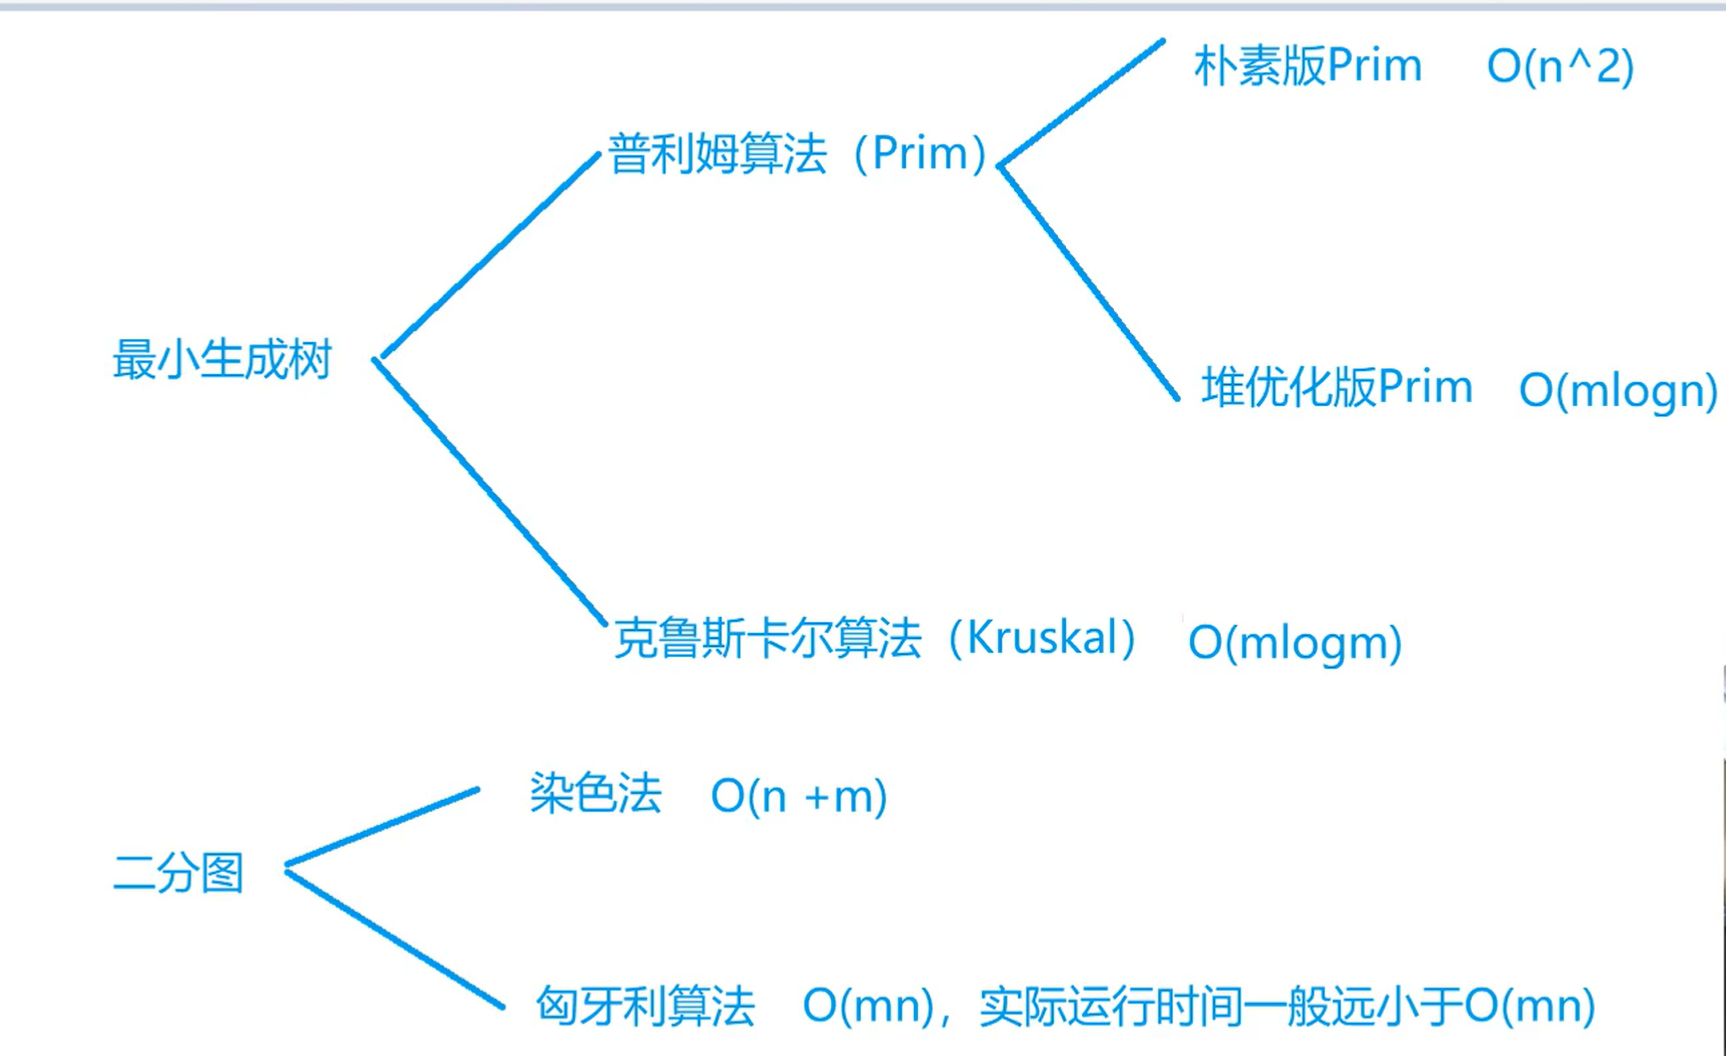 朴素版Prim O(n^2)
普利姆算法（Prim）
最小生成树
堆优化版Prim O(mlogn)
克鲁斯卡尔算法（Kruskal） O(mlogm)
染色法 O(n +m)
二分图
匈牙利算法 O(mn)，实际运行时间一般远小于O(mn)